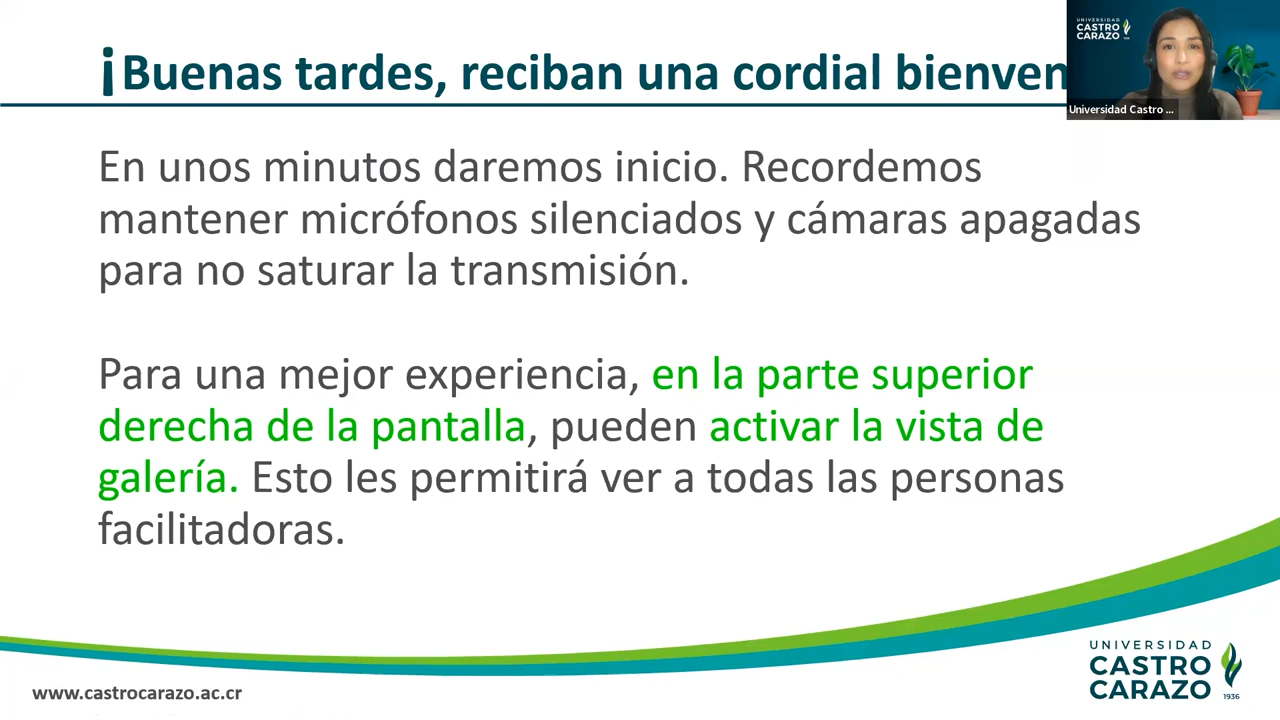 ¡Buenas tardes, reciban una cordial bienven
UNIVERSIDAD
CASTRO
CARAZO
Universidad Castro ...
En unos minutos daremos inicio. Recordemos
mantener micrófonos silenciados y cámaras apagadas
para no saturar la transmisión.
Para una mejor experiencia, en la parte superior
derecha de la pantalla, pueden activar la vista de
galería. Esto les permitirá ver a todas las personas
facilitadoras.
www.castrocarazo.ac.cr
UNIVERSIDAD
CASTRO
CARAZO
1936